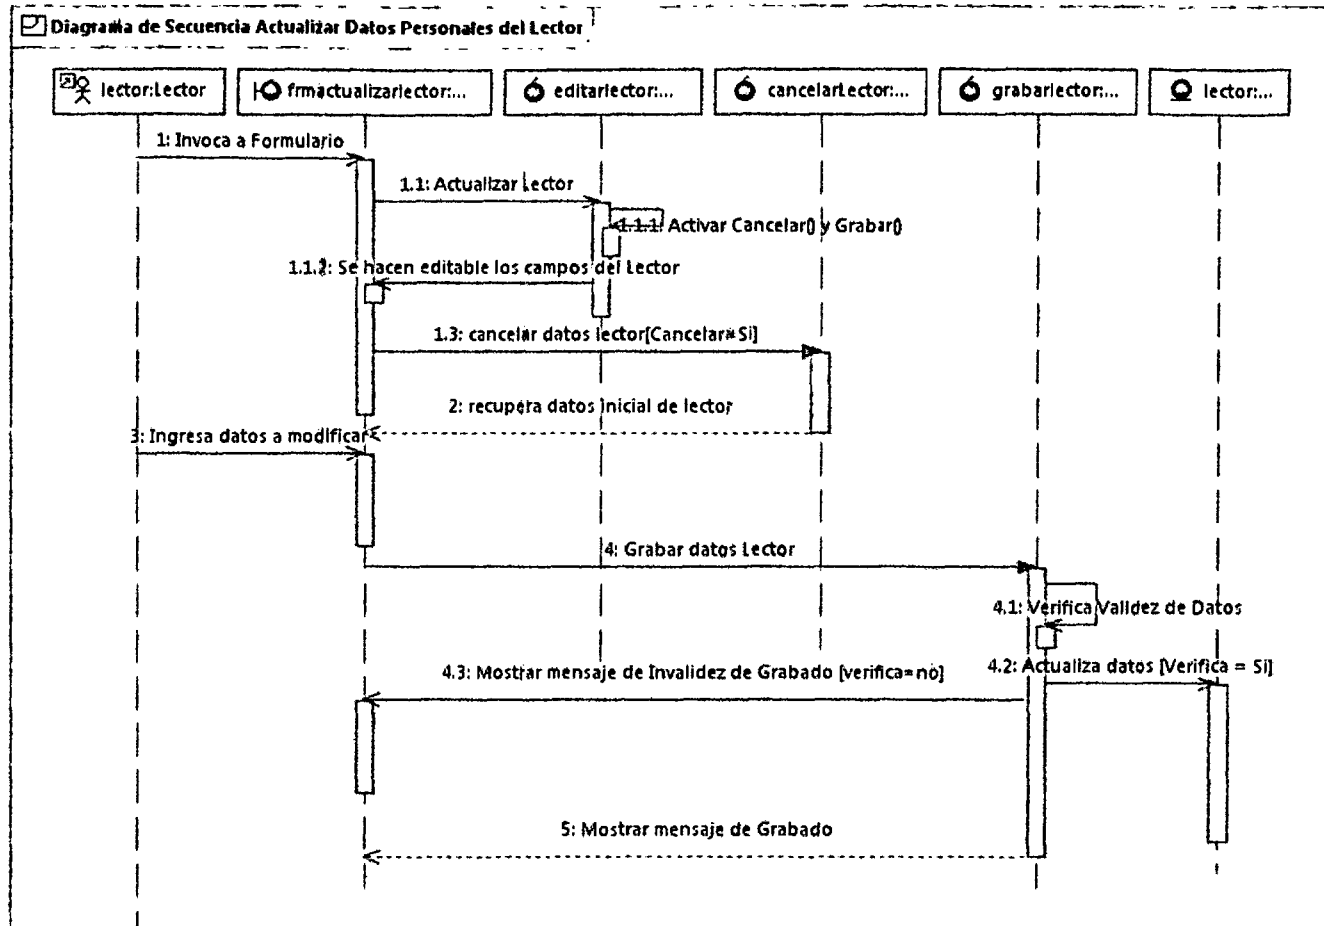 Diagrama de Secuencia Actualizar Datos Personales del Lector
lector:Lector
frmactualizarlector:...
editarlector:...
cancelarLector:...
grabarlector:...
lector:...
1: Invoca a Formulario
1.1: Actualizar Lector
1.1.1: Activar Cancelar() y Grabar()
1.1.2: Se hacen editable los campos del Lector
1.3: cancelar datos lector[Cancelar=Si]
2: recupera datos inicial de lector
3: Ingresa datos a modificar
4: Grabar datos Lector
4.1: Verifica Validez de Datos
4.2: Actualiza datos [Verifica = Si]
4.3: Mostrar mensaje de Invalidez de Grabado [verifica=no]
5: Mostrar mensaje de Grabado